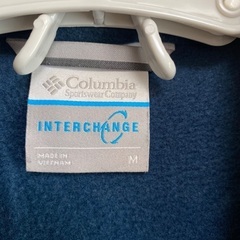 Columbia
Sportswear Company
INTERCHANGE
MADE IN
VIETNAM
M